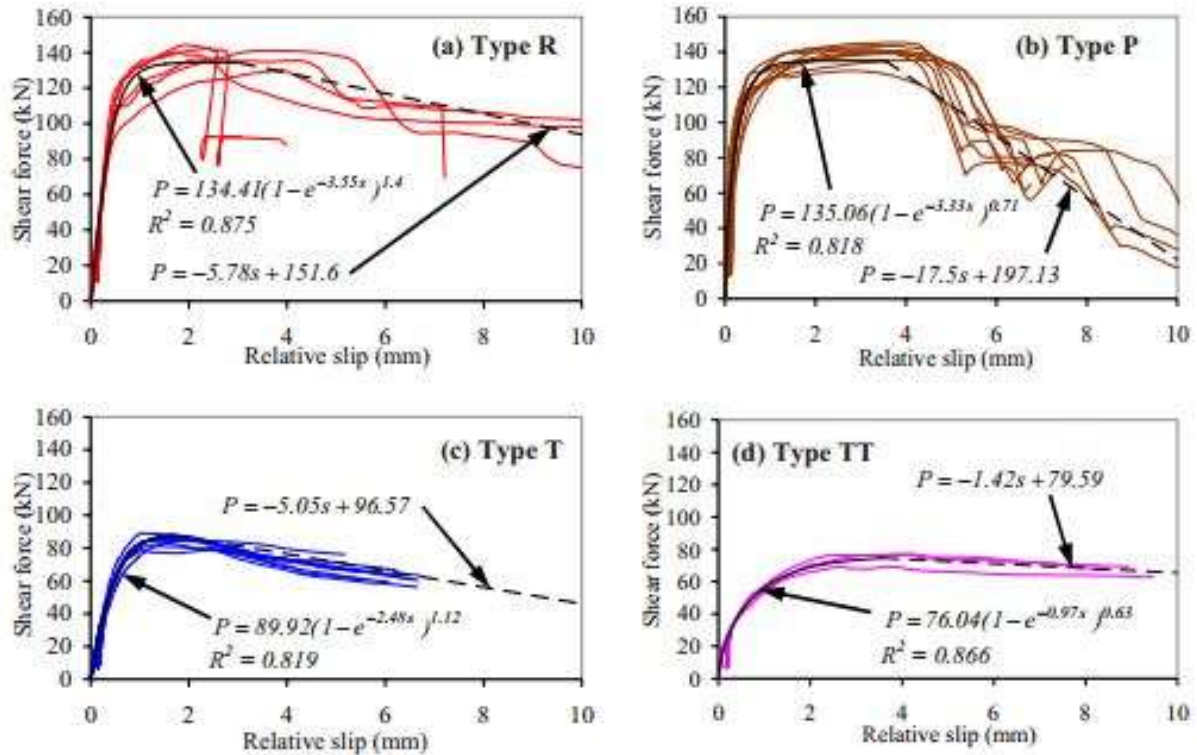 160
140
120
100
80
60
40
20
0
Shear force (kN)
(a) Type R
P = 134.41(1− e^{−3.55s})^{1.4}
R² = 0.875
P = −5.78s + 151.6
0 2 4 6 8 10
Relative slip (mm)
160
140
120
100
80
60
40
20
0
Shear force (kN)
(b) Type P
P = 135.06(1− e^{−3.33s})^{0.71}
R² = 0.818
P = −17.5s + 197.13
0 2 4 6 8 10
Relative slip (mm)
160
140
120
100
80
60
40
20
0
Shear force (kN)
(c) Type T
P = −5.05s + 96.57
P = 89.92(1− e^{−2.48s})^{1.12}
R² = 0.819
0 2 4 6 8 10
Relative slip (mm)
160
140
120
100
80
60
40
20
0
Shear force (kN)
(d) Type TT
P = −1.42s + 79.59
P = 76.04(1− e^{−0.97s})^{0.63}
R² = 0.866
0 2 4 6 8 10
Relative slip (mm)